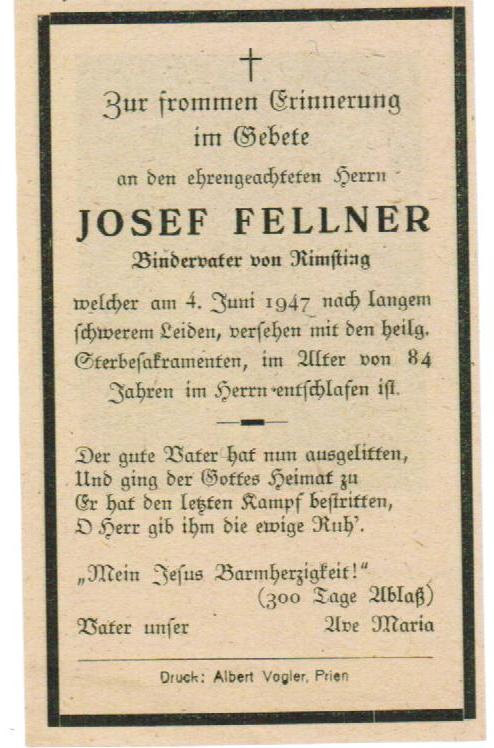 Zur frommen Erinnerung
im Gebete
an den ehrengeachteten Herrn
JOSEF FELLNER
Bindervater von Rimsting
welcher am 4. Juni 1947 nach langem
schwerem Leiden, versehen mit den heilg.
Sterbesakramenten, im Alter von 84
Jahren im Herrn entschlafen ist.
Der gute Vater hat nun ausgelitten,
Und ging der Gottes Heimat zu
Er hat den letzten Kampf bestritten,
O Herr gib ihm die ewige Ruh'.
„Mein Jesus Barmherzigkeit!“
(300 Tage Ablaß)
Vater unser Ave Maria
Druck: Albert Vogler, Prien